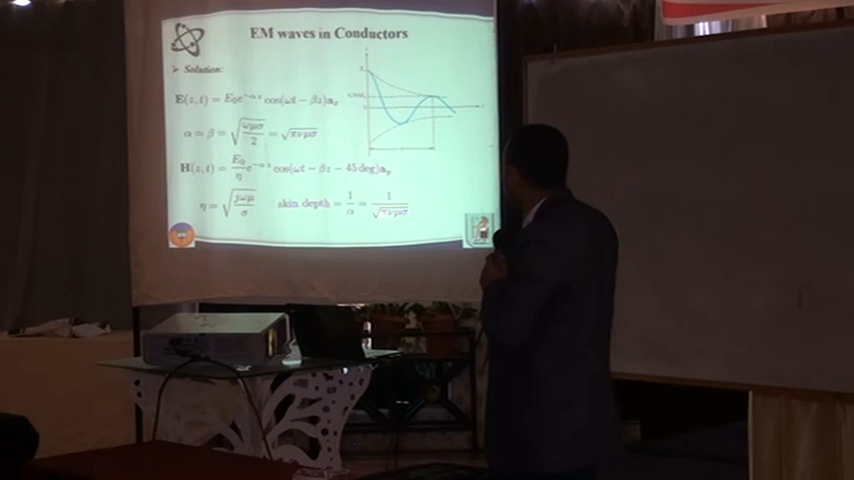 EM waves in Conductors
➢ Solution:
E(z, t) = E₀e^{−αz} cos(ωt − βz)aₓ
α = β = √(ωμσ/2) = √(πνμσ)
H(z, t) = E₀/η e^{−αz} cos(ωt − βz − 45 deg)a_y
η = √(jωμ/σ) skin depth = 1/α = 1/√(πνμσ)